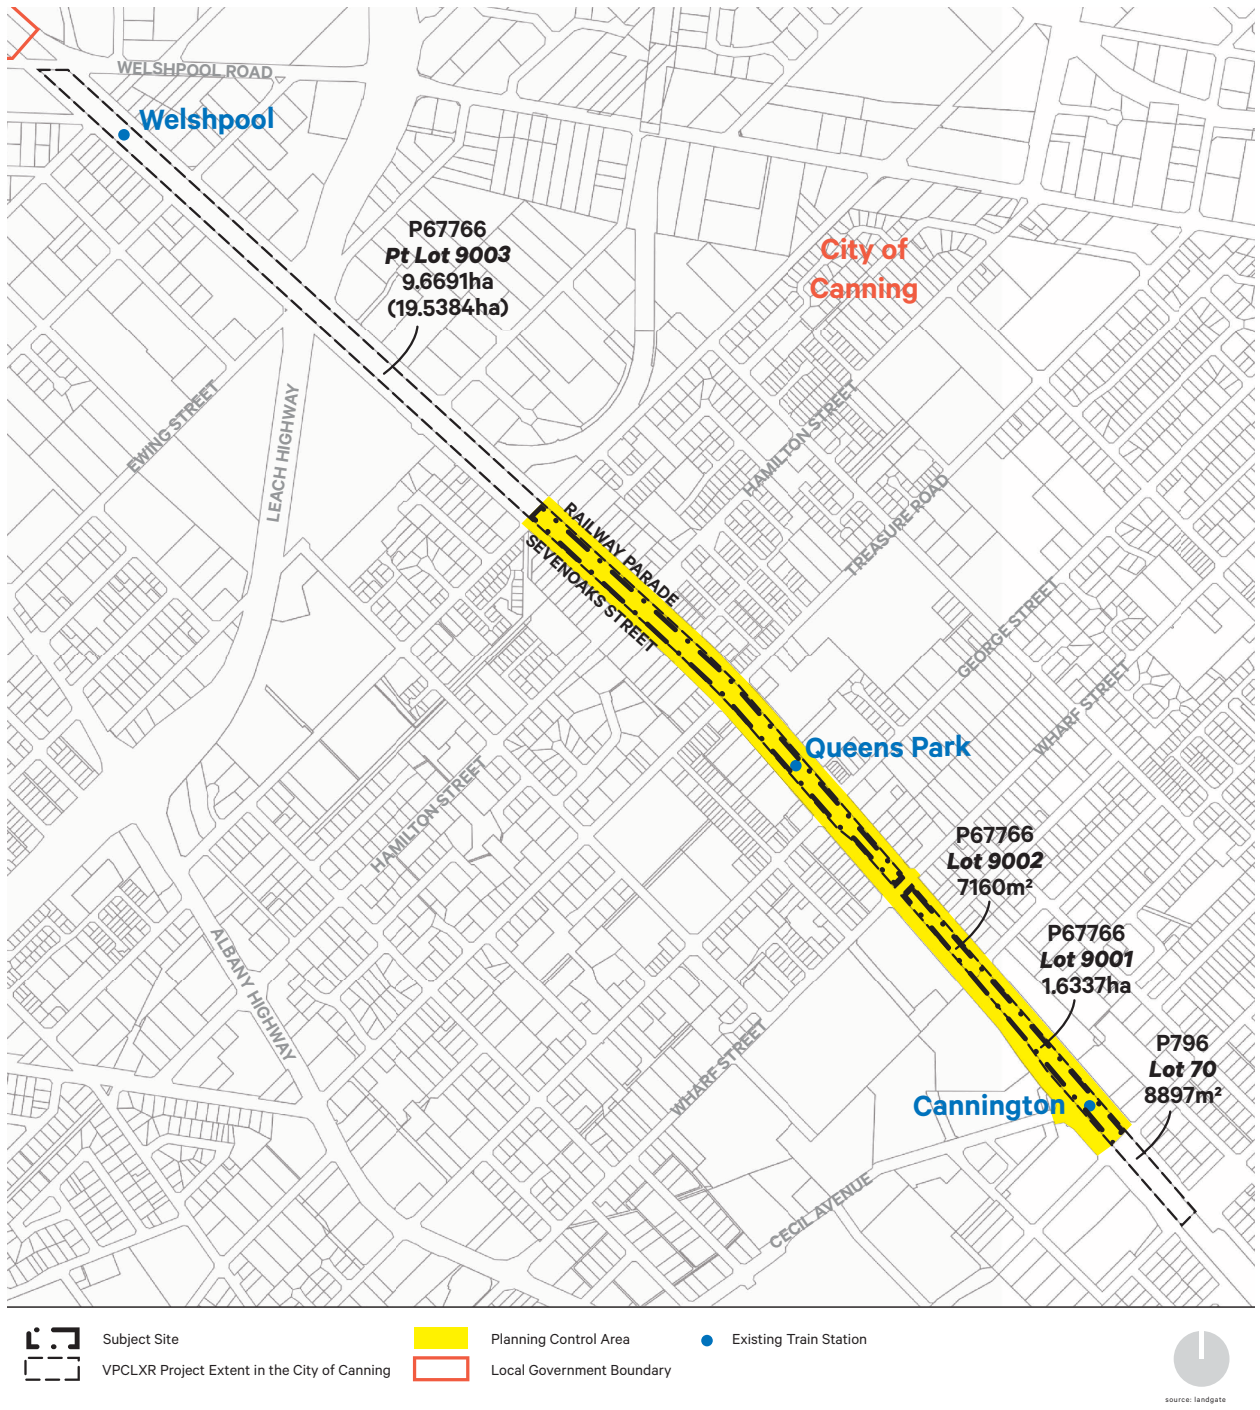 WELSHPOOL ROAD
Welshpool
P67766
Pt Lot 9003
9.6691ha
(19.5384ha)
City of
Canning
EWING STREET
LEACH HIGHWAY
HAMILTON STREET
TREASURE ROAD
RAILWAY PARADE
SEVENOAKS STREET
GEORGE STREET
WHARF STREET
Queens Park
HAMILTON STREET
P67766
Lot 9002
7160m²
ALBANY HIGHWAY
P67766
Lot 9001
1.6337ha
WHARF STREET
P796
Lot 70
8897m²
Cannington
CECIL AVENUE
Subject Site
Planning Control Area
Existing Train Station
VPCLXR Project Extent in the City of Canning
Local Government Boundary
source: landgate